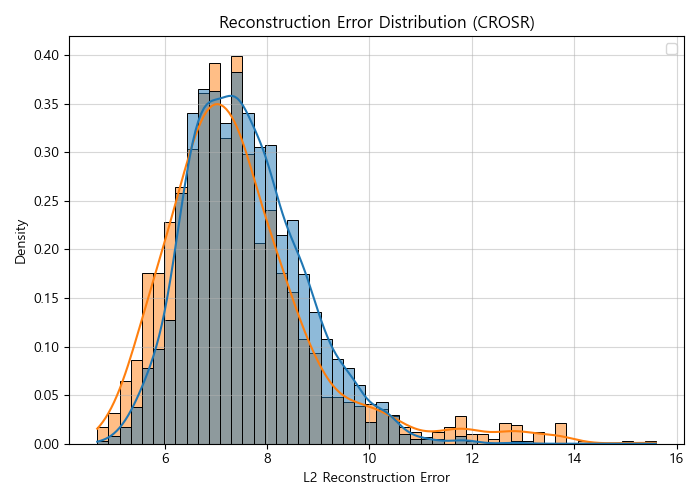 Reconstruction Error Distribution (CROSR)
0.40
0.35
0.30
0.25
0.20
0.15
0.10
0.05
0.00
Density
6 8 10 12 14 16
L2 Reconstruction Error